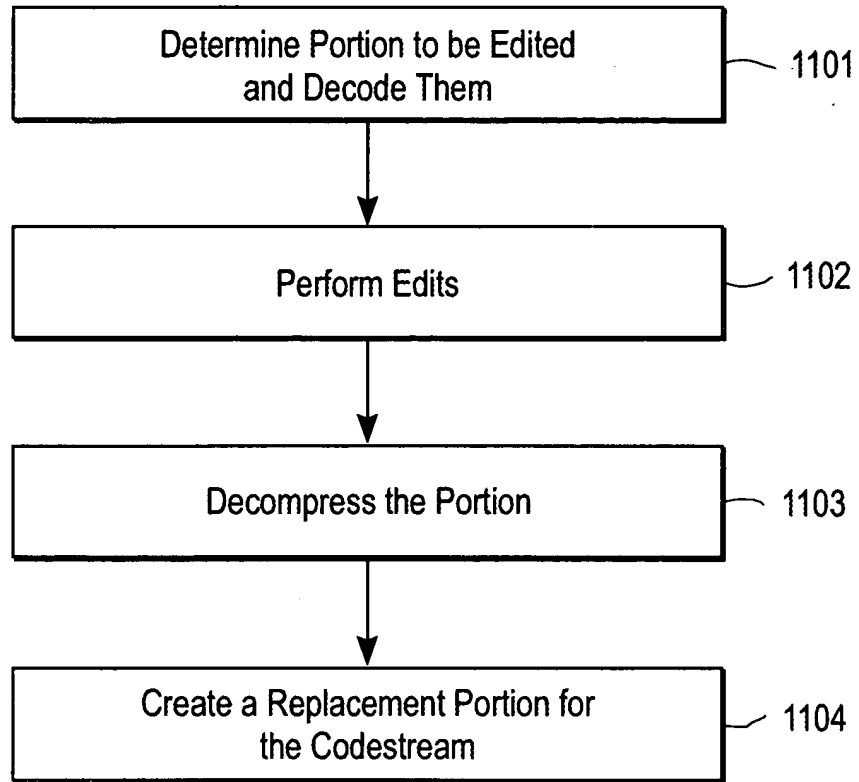 Determine Portion to be Edited
and Decode Them
1101
Perform Edits
1102
Decompress the Portion
1103
Create a Replacement Portion for
the Codestream
1104